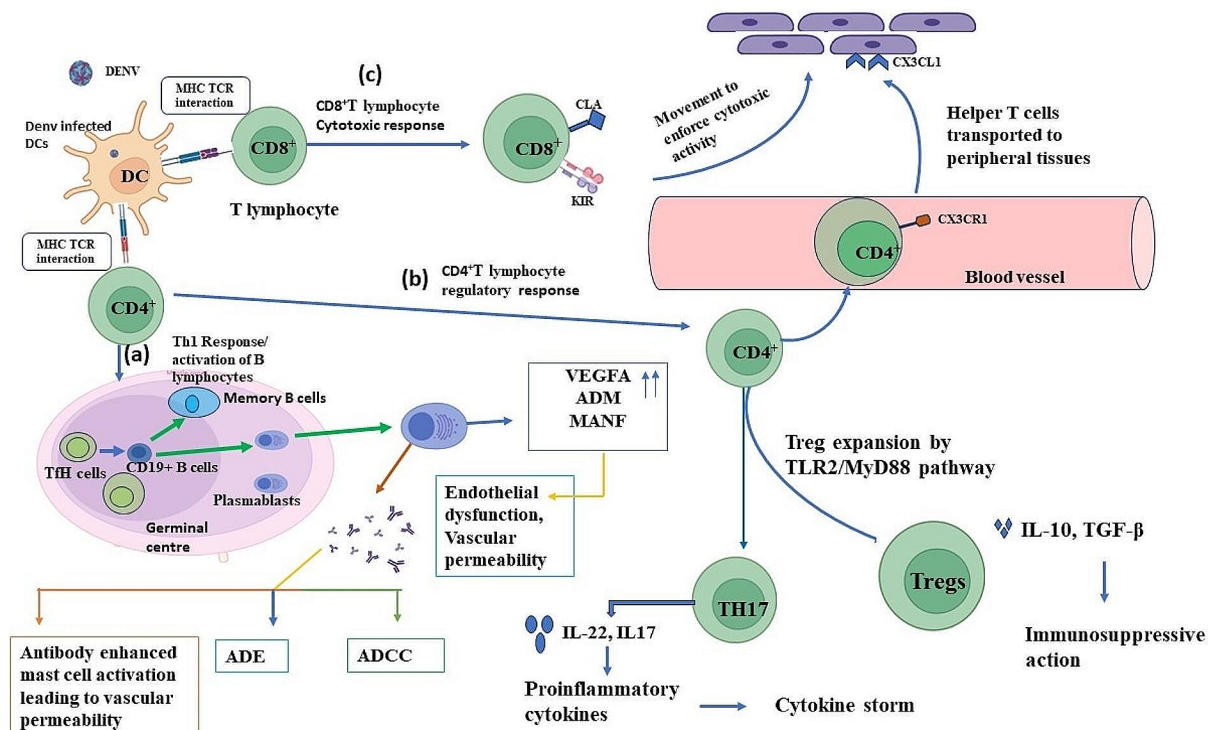 DENV
MHC TCR
interaction
(c)
CD8⁺T lymphocyte
Cytotoxic response
Denv infected
DCs
DC
CD8⁺
T lymphocyte
CD8⁺
CLA
KIR
Movement to
enforce cytotoxic
activity
CX3CL1
Helper T cells
transported to
peripheral tissues
MHC TCR
interaction
CD4⁺
(b)
CD4⁺T lymphocyte
regulatory response
CD4⁺
CX3CR1
Blood vessel
CD4⁺
(a)
Th1 Response/
activation of B
lymphocytes
Memory B cells
TfH cells
CD19+ B cells
Plasmablasts
Germinal
centre
VEGFA
ADM
MANF
Endothelial
dysfunction,
Vascular
permeability
Treg expansion by
TLR2/MyD88 pathway
Tregs
IL-10, TGF-β
Immunosuppressive
action
TH17
IL-22, IL17
Proinflammatory
cytokines
Cytokine storm
Antibody enhanced
mast cell activation
leading to vascular
permeability
ADE
ADCC